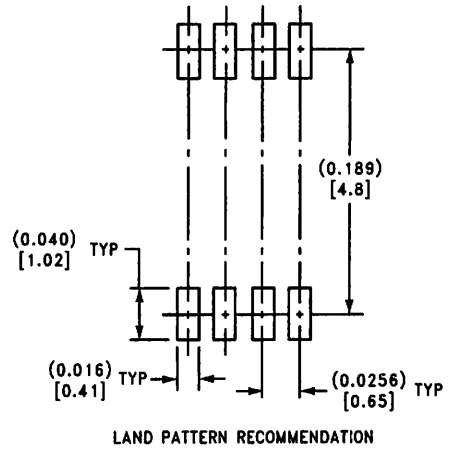 (0.189)
[4.8]
(0.040)
[1.02]
TYP
(0.016)
[0.41]
TYP
(0.0256)
[0.65]
TYP
LAND PATTERN RECOMMENDATION